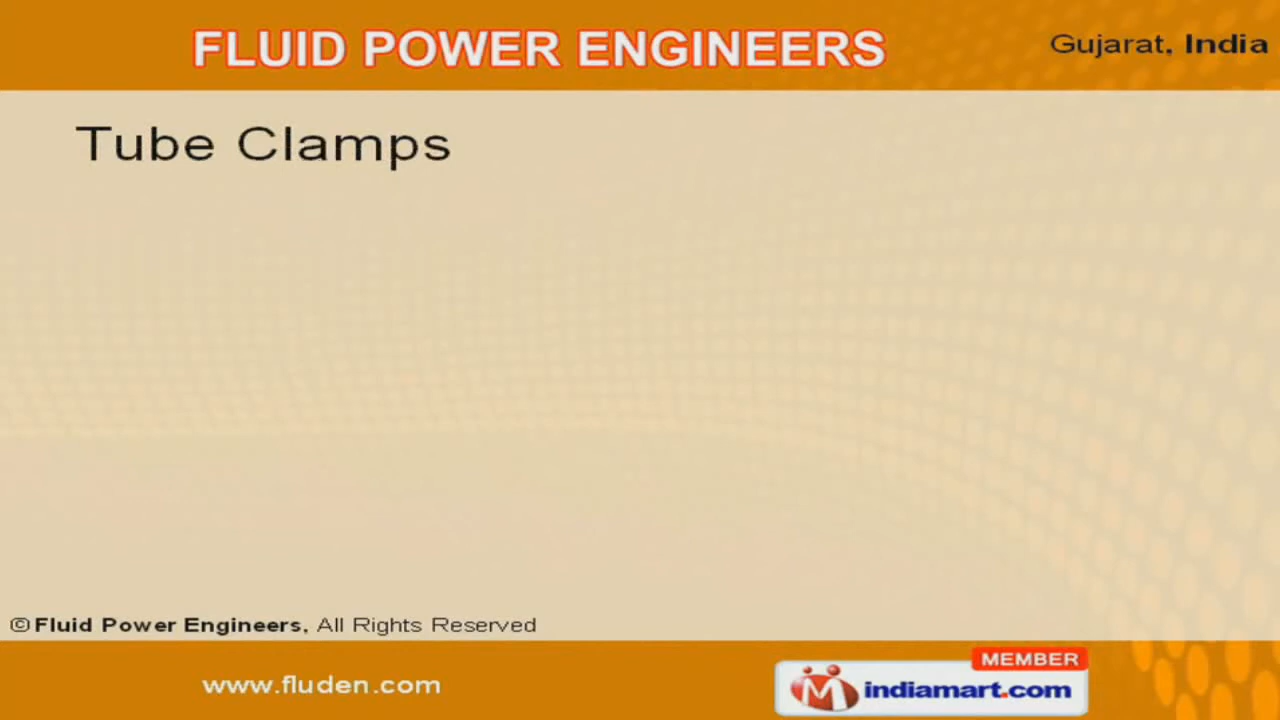 FLUID POWER ENGINEERS
Gujarat, India
Tube Clamps
©Fluid Power Engineers, All Rights Reserved
www.fluden.com
MEMBER
indiamart.com